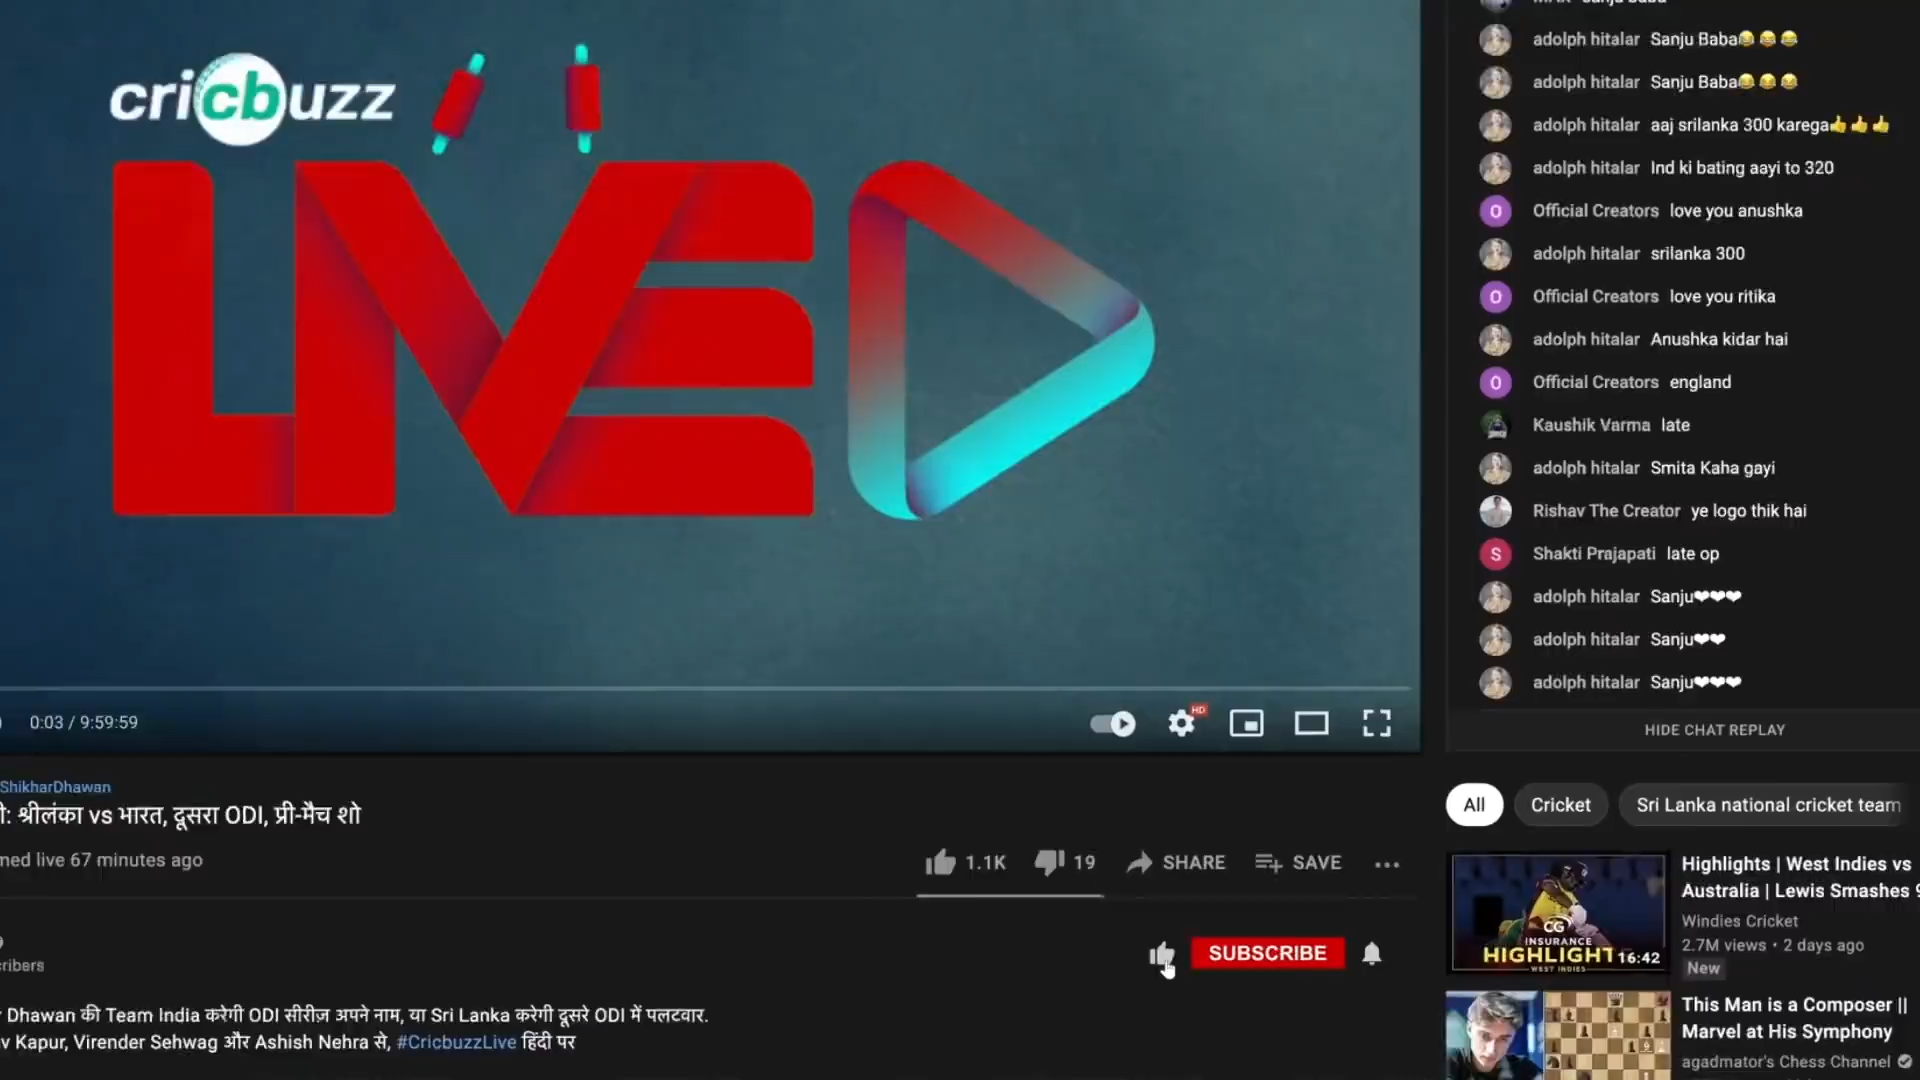 cricbuzz
LIVE
0:03 / 9:59:59
HD
ShikharDhawan
: श्रीलंका vs भारत, दूसरा ODI, प्री-मैच शो
live 67 minutes ago
1.1K
19
SHARE
SAVE
SUBSCRIBE
Dhawan की Team India करेगी ODI सीरीज़ अपने नाम, या Sri Lanka करेगी दूसरे ODI में पलटवार.
Kapur, Virender Sehwag और Ashish Nehra से, #CricbuzzLive हिंदी पर
adolph hitalar Sanju Baba😂😂😂
adolph hitalar Sanju Baba😂😂😂
adolph hitalar aaj srilanka 300 karega👍👍👍
adolph hitalar Ind ki bating aayi to 320
O Official Creators love you anushka
adolph hitalar srilanka 300
O Official Creators love you ritika
adolph hitalar Anushka kidar hai
O Official Creators england
Kaushik Varma late
adolph hitalar Smita Kaha gayi
Rishav The Creator ye logo thik hai
S Shakti Prajapati late op
adolph hitalar Sanju❤❤❤
adolph hitalar Sanju❤❤
adolph hitalar Sanju❤❤❤
HIDE CHAT REPLAY
All
Cricket
Sri Lanka national cricket team
CG
INSURANCE
HIGHLIGHT
WEST INDIES
16:42
Highlights | West Indies vs
Australia | Lewis Smashes
Windies Cricket
2.7M views • 2 days ago
New
This Man is a Composer ||
Marvel at His Symphony
agadmator's Chess Channel